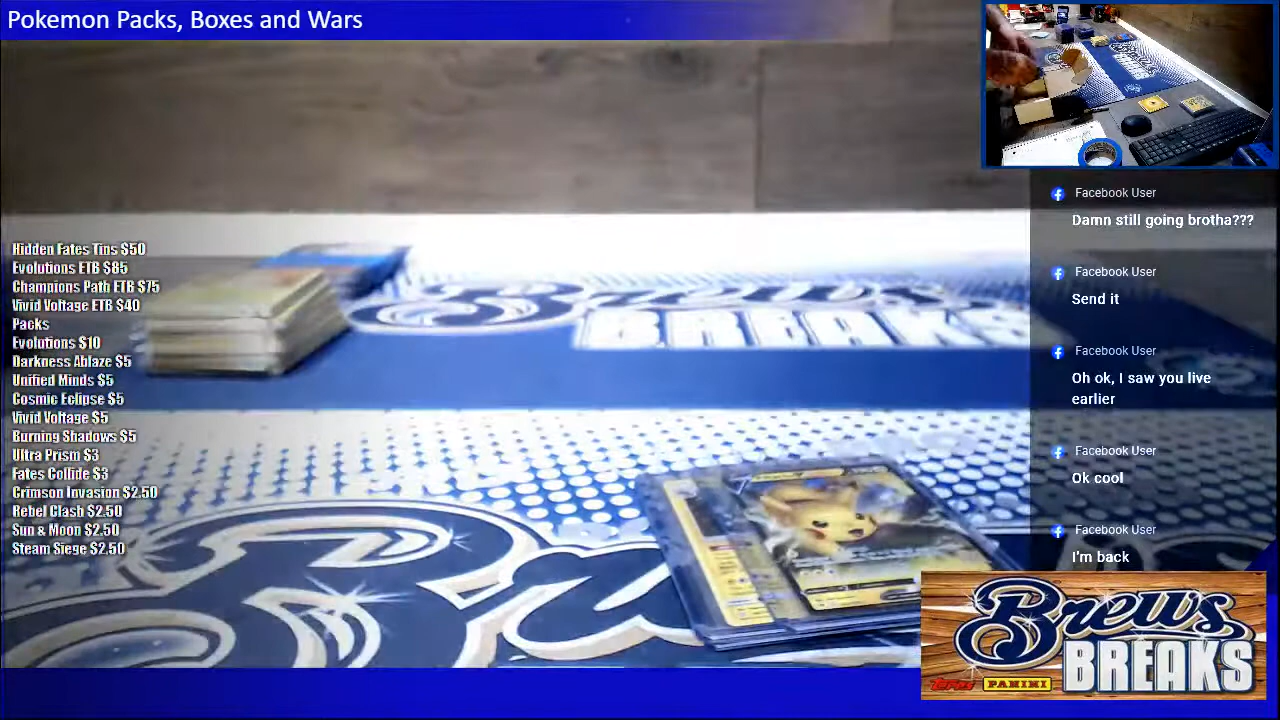 Pokemon Packs, Boxes and Wars
Hidden Fates Tins $50
Evolutions ETB $85
Champions Path ETB $75
Vivid Voltage ETB $40
Packs
Evolutions $10
Darkness Ablaze $5
Unified Minds $5
Cosmic Eclipse $5
Vivid Voltage $5
Burning Shadows $5
Ultra Prism $3
Fates Collide $3
Crimson Invasion $2.50
Rebel Clash $2.50
Sun & Moon $2.50
Steam Siege $2.50
Brews
BREAKS
Facebook User
Damn still going brotha???
Facebook User
Send it
Facebook User
Oh ok, I saw you live
earlier
Facebook User
Ok cool
Facebook User
I'm back
Brews
BREAKS
Topps PANINI